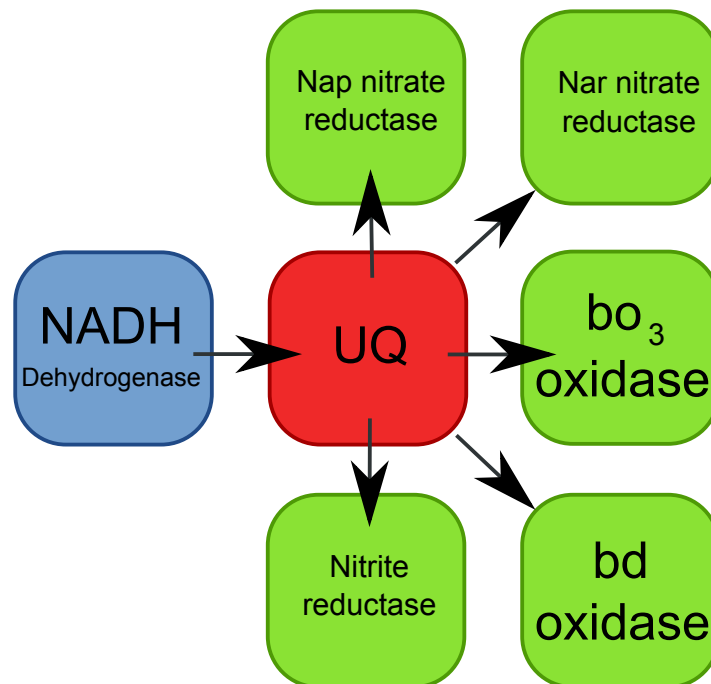 Nap nitrate
reductase
Nar nitrate
reductase
NADH
Dehydrogenase
UQ
bo₃
oxidase
Nitrite
reductase
bd
oxidase